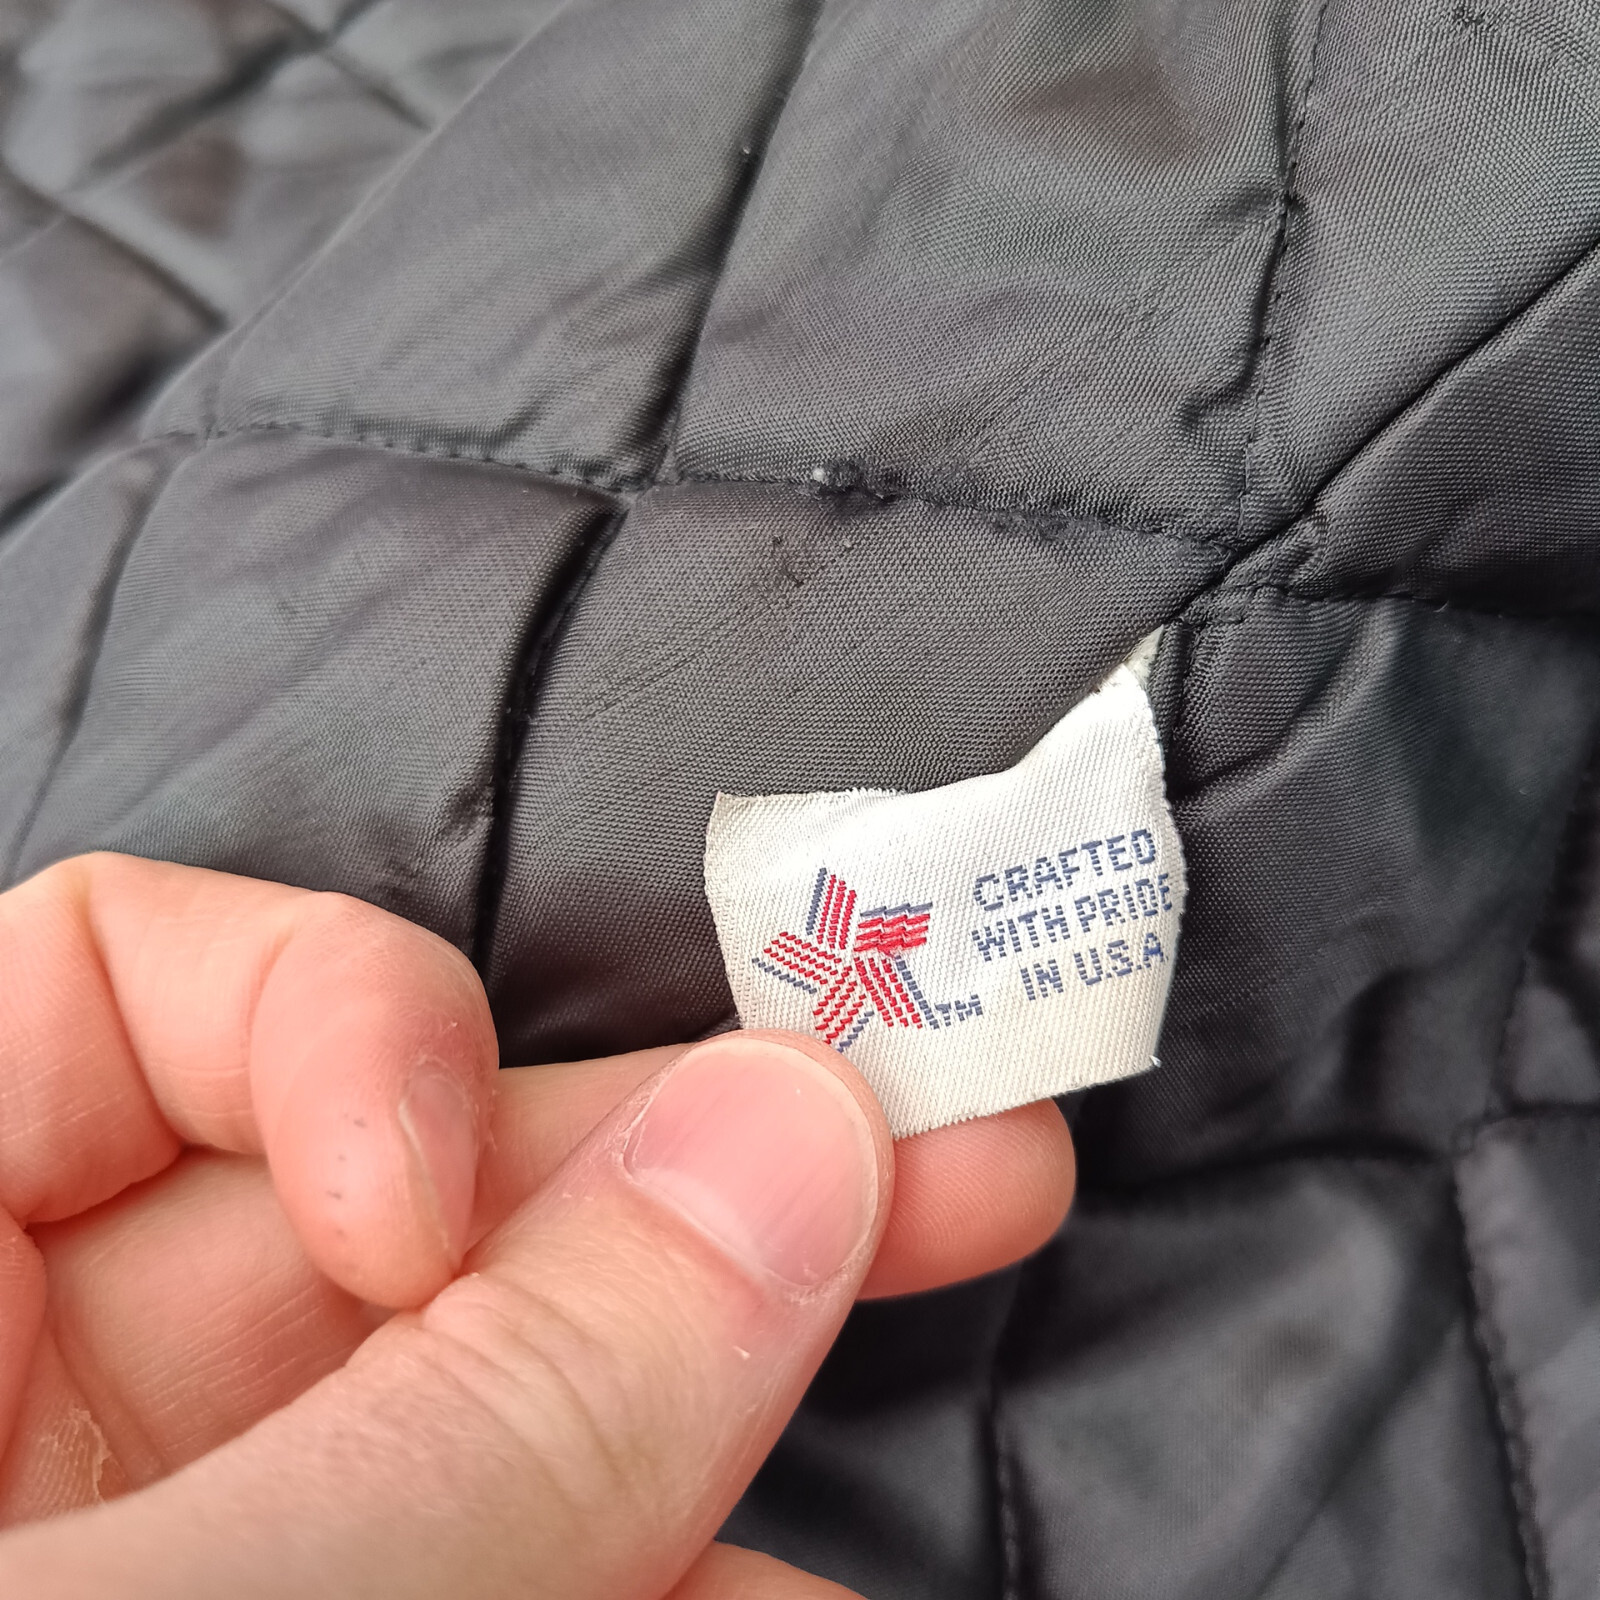 CRAFTED
WITH PRIDE
IN U.S.A
TM